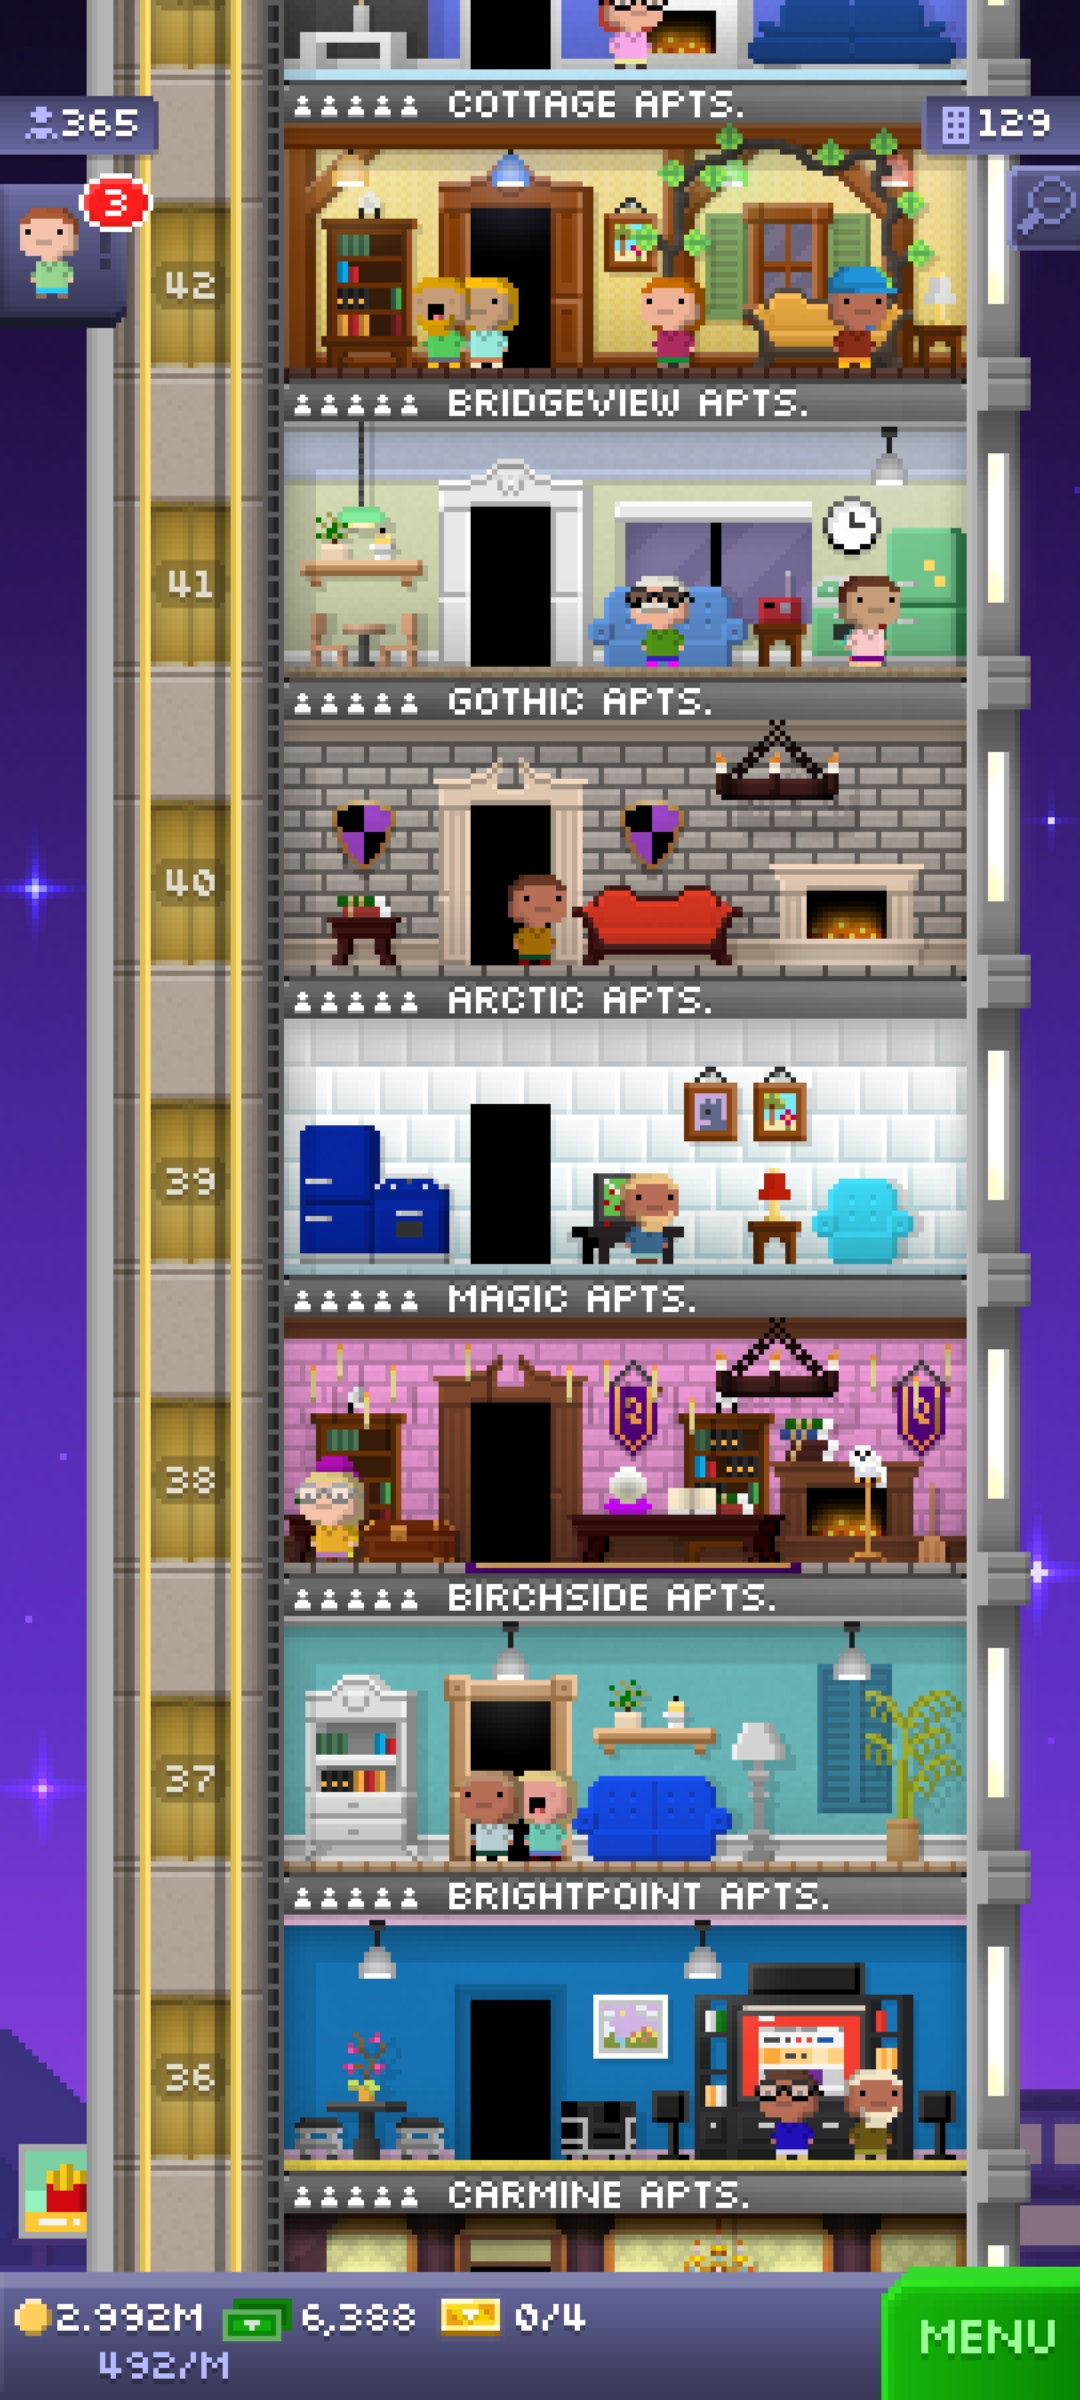 COTTAGE APTS.
365
129
3
42
BRIDGEVIEW APTS.
41
GOTHIC APTS.
40
ARCTIC APTS.
39
MAGIC APTS.
38
BIRCHSIDE APTS.
37
BRIGHTPOINT APTS.
36
CARMINE APTS.
2.992M 6,388 0/4
492/M
MENU